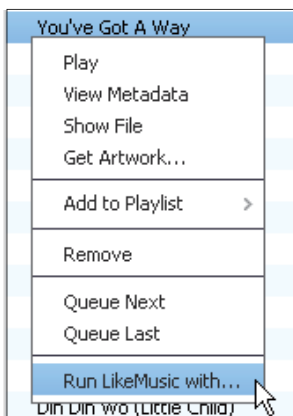 You've Got A Way
Play
View Metadata
Show File
Get Artwork...
Add to Playlist >
Remove
Queue Next
Queue Last
Run LikeMusic with...
Din Din Wo (Little Child)